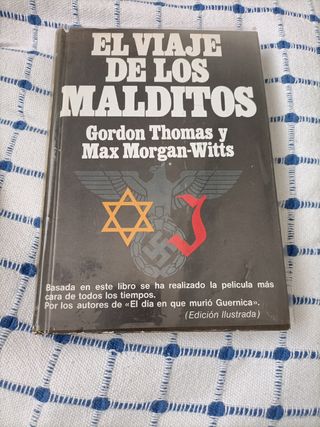 EL VIAJE
DE LOS
MALDITOS
Gordon Thomas y
Max Morgan-Witts
J
Basada en este libro se ha realizado la película más
cara de todos los tiempos.
Por los autores de «El día en que murió Guernica».
(Edición Ilustrada)